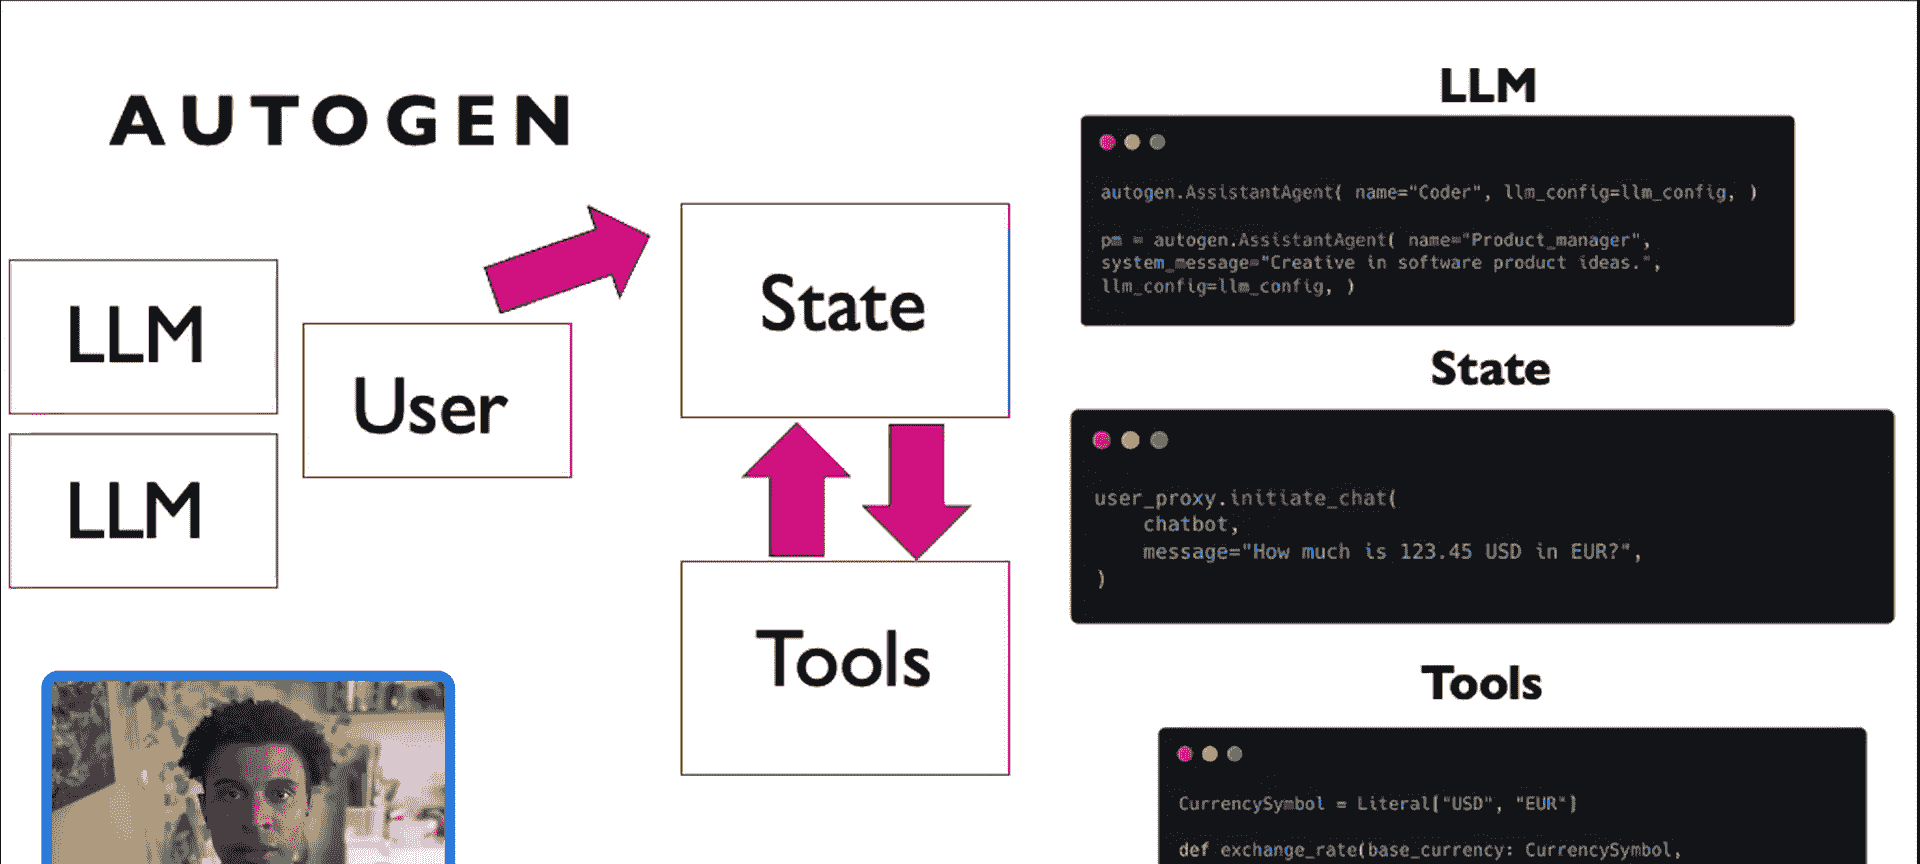 AUTOGEN
LLM
LLM
User
State
Tools
LLM
autogen.AssistantAgent( name="Coder", llm_config=llm_config, )
pm = autogen.AssistantAgent( name="Product_manager",
system_message="Creative in software product ideas.",
llm_config=llm_config, )
State
user_proxy.initiate_chat(
    chatbot,
    message="How much is 123.45 USD in EUR?",
)
Tools
CurrencySymbol = Literal["USD", "EUR"]
def exchange_rate(base_currency: CurrencySymbol,